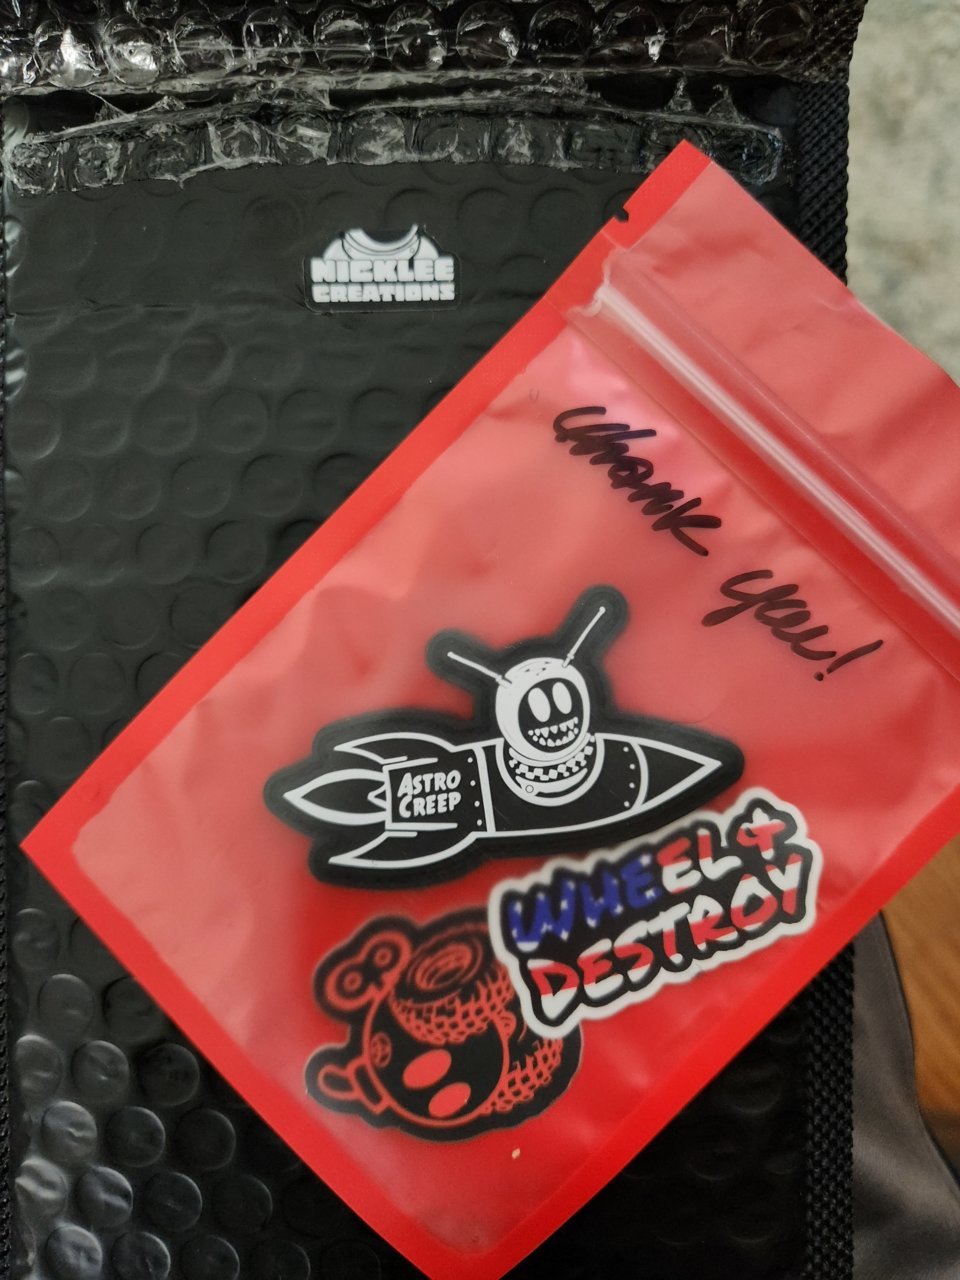 NICKLEE
CREATIONS
Thank
You!
ASTRO
CREEP
WHEEL &
DESTROY